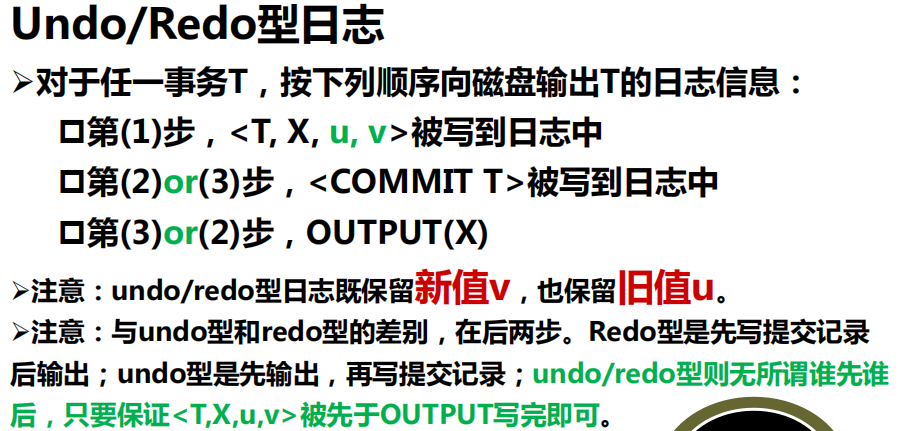 Undo/Redo型日志
➢对于任一事务T，按下列顺序向磁盘输出T的日志信息：
❑第(1)步，<T, X, u, v>被写到日志中
❑第(2)or(3)步，<COMMIT T>被写到日志中
❑第(3)or(2)步，OUTPUT(X)
➢注意：undo/redo型日志既保留新值v，也保留旧值u。
➢注意：与undo型和redo型的差别，在后两步。Redo型是先写提交记录
后输出；undo型是先输出，再写提交记录；undo/redo型则无所谓谁先谁
后，只要保证<T,X,u,v>被先于OUTPUT写完即可。